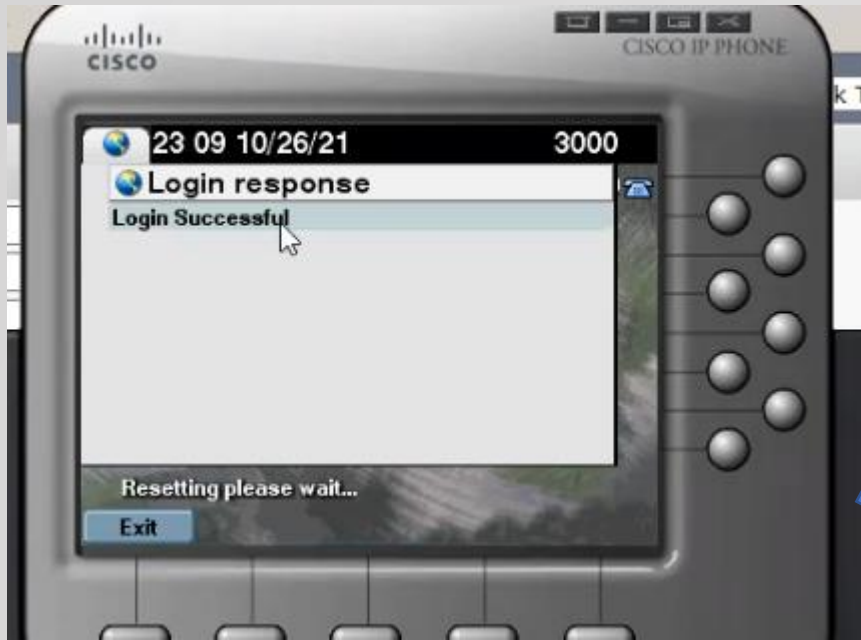 CISCO
CISCO IP PHONE
k T
23 09 10/26/21 3000
Login response
Login Successful
Resetting please wait...
Exit